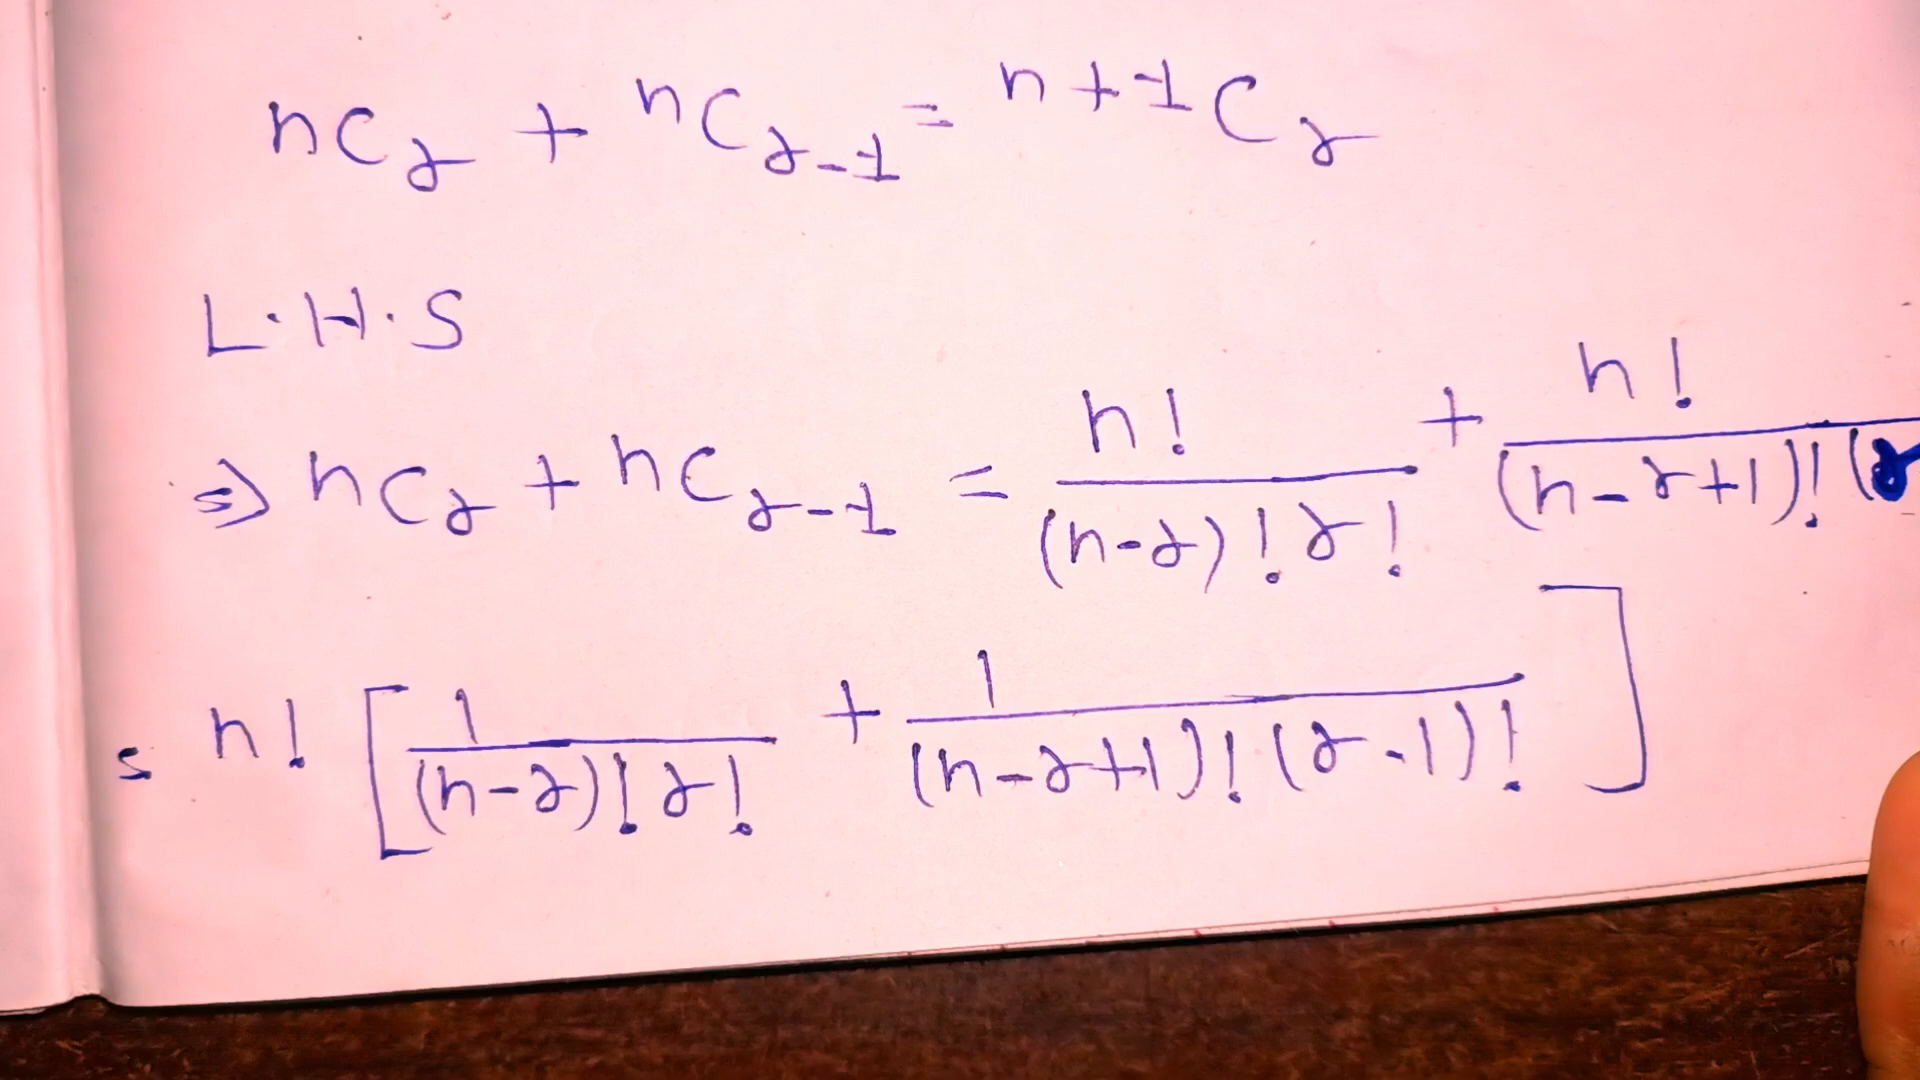 nCr + nCr-1 = n+1Cr
L.H.S
=> nCr + nCr-1 = n!/(n-r)! r! + n!/(n-r+1)! (r
= n! [1/(n-r)! r! + 1/(n-r+1)! (r-1)!]